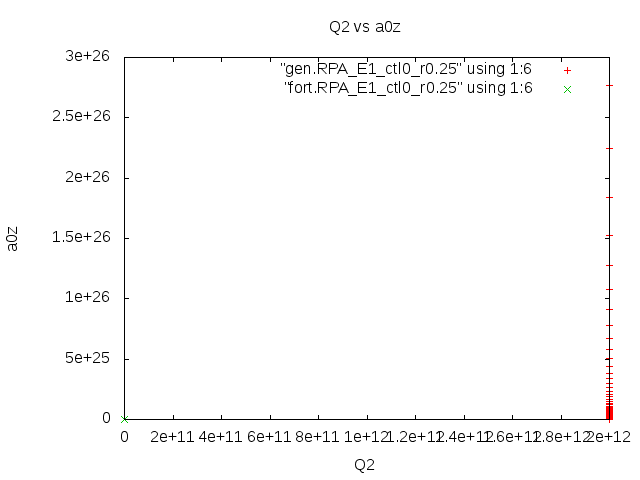 Q2 vs a0z
3e+26
"gen.RPA_E1_ctl0_r0.25" using 1:6
"fort.RPA_E1_ctl0_r0.25" using 1:6
2.5e+26
2e+26
1.5e+26
a0z
1e+26
5e+25
0
0 2e+11 4e+11 6e+11 8e+11 1e+12 1.2e+12 1.4e+12 1.6e+12 1.8e+12 2e+12
Q2